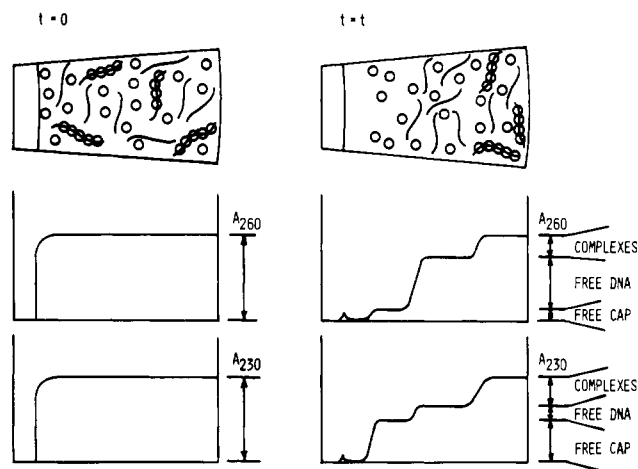 t = 0
t = t
A260
A260
COMPLEXES
FREE DNA
FREE CAP
A230
A230
COMPLEXES
FREE DNA
FREE CAP